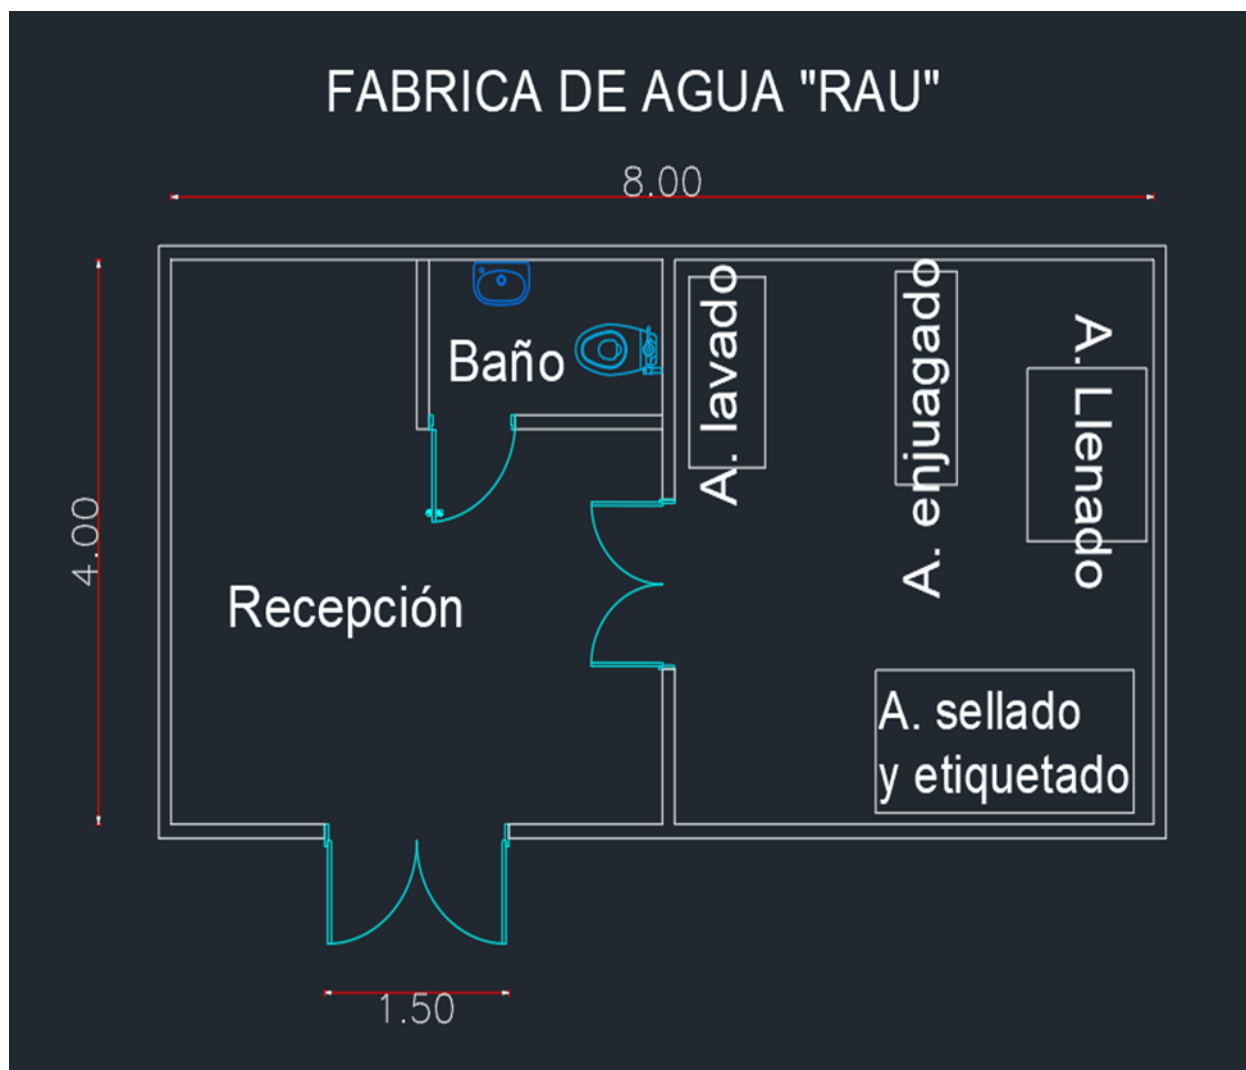 FABRICA DE AGUA "RAU"
8.00
4.00
Baño
Recepción
A. lavado
A. enjuagado
A. Llenado
A. sellado
y etiquetado
1.50